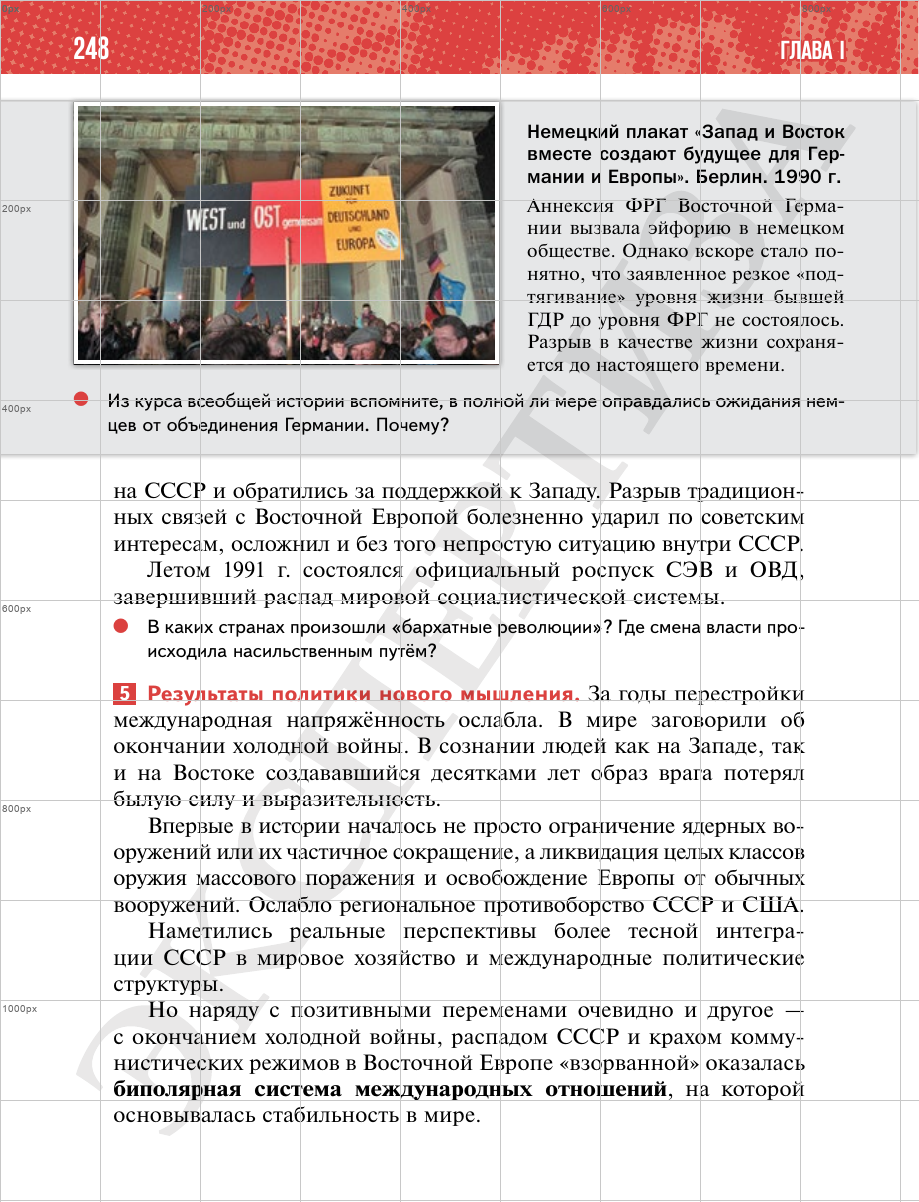 248
ГЛАВА I
WEST und OST gemeinsam
ZUKUNFT
DEUTSCHLAND
UND
EUROPA
Немецкий плакат «Запад и Восток
вместе создают будущее для Гер-
мании и Европы». Берлин. 1990 г.
Аннексия ФРГ Восточной Герма-
нии вызвала эйфорию в немецком
обществе. Однако вскоре стало по-
нятно, что заявленное резкое «под-
тягивание» уровня жизни бывшей
ГДР до уровня ФРГ не состоялось.
Разрыв в качестве жизни сохраня-
ется до настоящего времени.
Из курса всеобщей истории вспомните, в полной ли мере оправдались ожидания нем-
цев от объединения Германии. Почему?
на СССР и обратились за поддержкой к Западу. Разрыв традицион-
ных связей с Восточной Европой болезненно ударил по советским
интересам, осложнил и без того непростую ситуацию внутри СССР.
Летом 1991 г. состоялся официальный роспуск СЭВ и ОВД,
завершивший распад мировой социалистической системы.
В каких странах произошли «бархатные революции»? Где смена власти про-
исходила насильственным путём?
5 Результаты политики нового мышления. За годы перестройки
международная напряжённость ослабла. В мире заговорили об
окончании холодной войны. В сознании людей как на Западе, так
и на Востоке создававшийся десятками лет образ врага потерял
былую силу и выразительность.
Впервые в истории началось не просто ограничение ядерных во-
оружений или их частичное сокращение, а ликвидация целых классов
оружия массового поражения и освобождение Европы от обычных
вооружений. Ослабло региональное противоборство СССР и США.
Наметились реальные перспективы более тесной интегра-
ции СССР в мировое хозяйство и международные политические
структуры.
Но наряду с позитивными переменами очевидно и другое —
с окончанием холодной войны, распадом СССР и крахом комму-
нистических режимов в Восточной Европе «взорванной» оказалась
биполярная система международных отношений, на которой
основывалась стабильность в мире.
ЭКСПЕРТИЗА
200px
400px
600px
800px
1000px